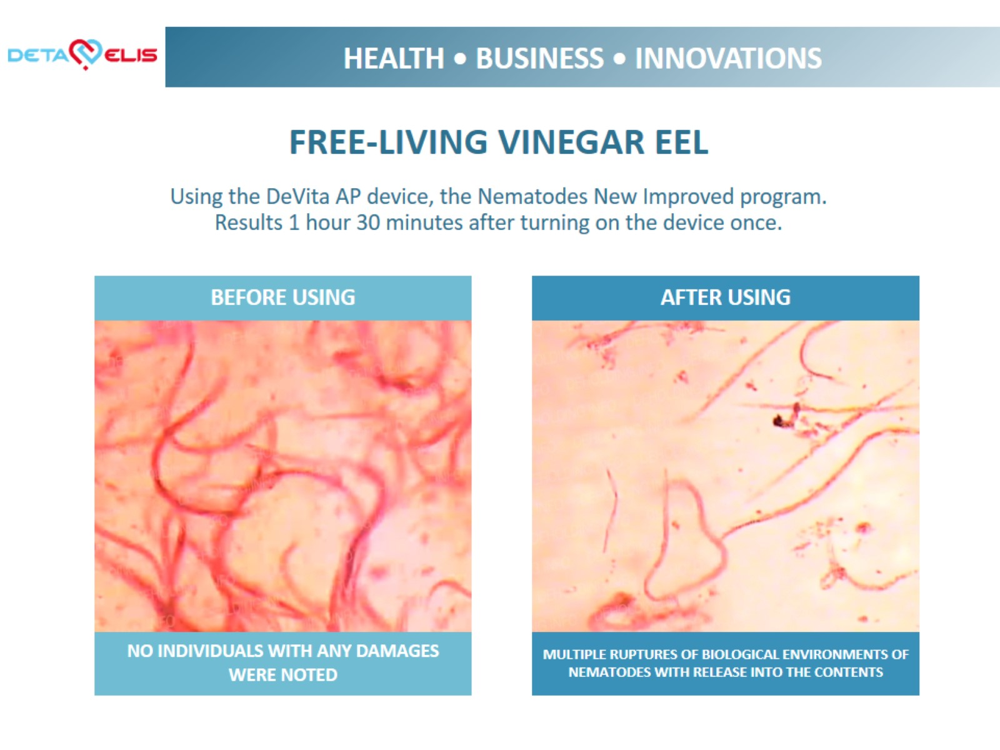 DETA ELIS
HEALTH • BUSINESS • INNOVATIONS
FREE-LIVING VINEGAR EEL
Using the DeVita AP device, the Nematodes New Improved program.
Results 1 hour 30 minutes after turning on the device once.
BEFORE USING
AFTER USING
NO INDIVIDUALS WITH ANY DAMAGES
WERE NOTED
MULTIPLE RUPTURES OF BIOLOGICAL ENVIRONMENTS OF
NEMATODES WITH RELEASE INTO THE CONTENTS